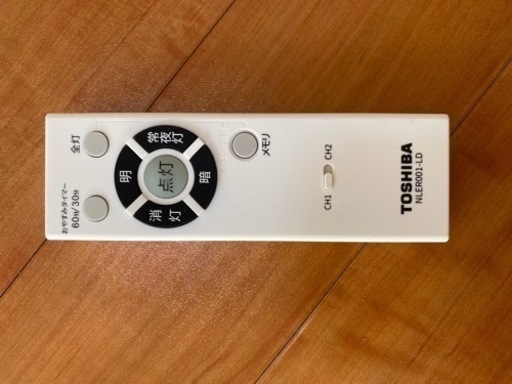 おやすみタイマー
60分/30分
全灯
明
消灯
点灯
常夜灯
暗
メモリ
CH1 CH2
TOSHIBA
NLER001-LD